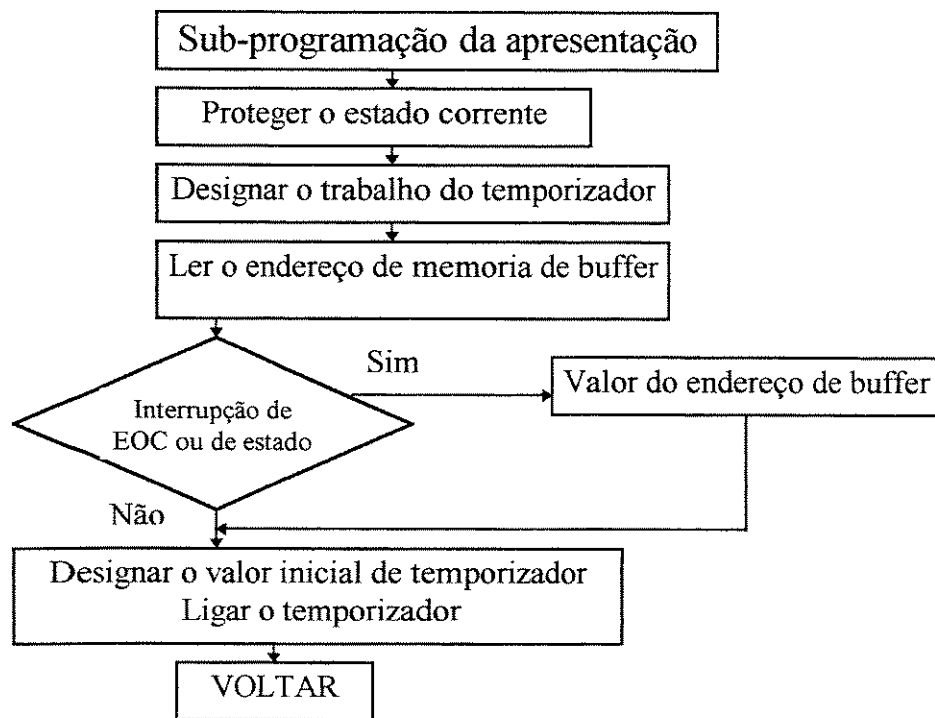 Sub-programação da apresentação
Proteger o estado corrente
Designar o trabalho do temporizador
Ler o endereço de memoria de buffer
Sim
Valor do endereço de buffer
Interrupção de
EOC ou de estado
Não
Designar o valor inicial de temporizador
Ligar o temporizador
VOLTAR